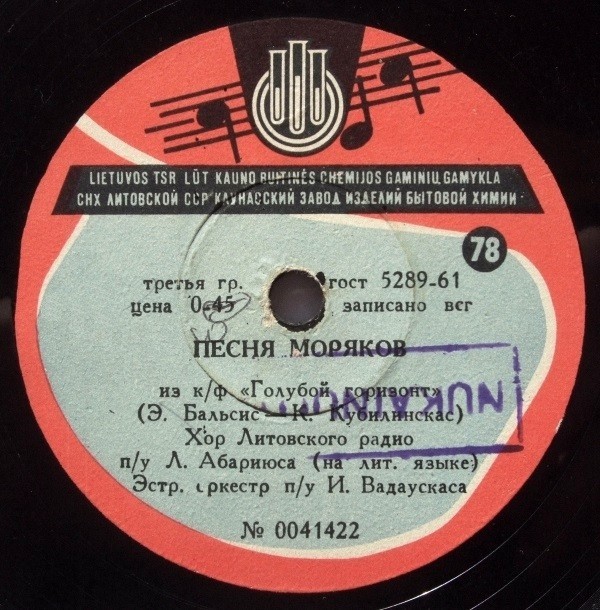 LIETUVOS TSR LŪT KAUNO BUITINĖS CHEMIJOS GAMINIŲ GAMYKLA
СНХ ЛИТОВСКОЙ ССР КАУНАССКИЙ ЗАВОД ИЗДЕЛИЙ БЫТОВОЙ ХИМИИ
78
третья гр. гост 5289-61
цена 0-45 записано всг
ПЕСНЯ МОРЯКОВ
из к/ф «Голубой горизонт»
(Э. Бальсис — К. Кубилинскас)
Хор Литовского радио
п/у Л. Абариюса (на лит. языке)
Эстр. оркестр п/у И. Вадаускаса
№ 0041422